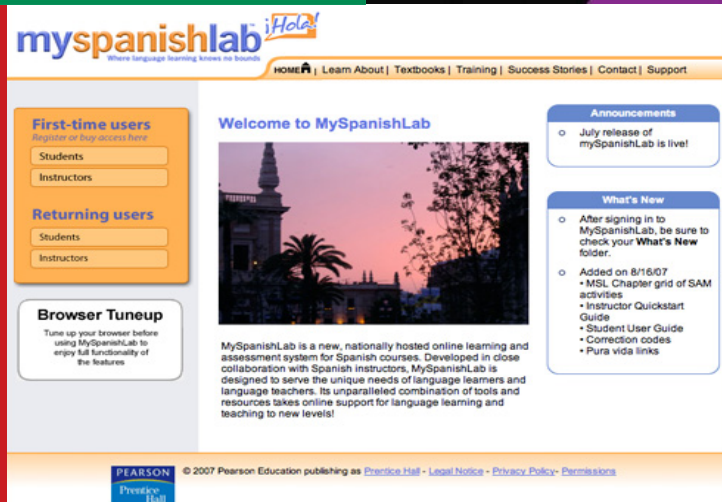 ¡Hola!
myspanishlab
Where language learning knows no bounds
HOME | Learn About | Textbooks | Training | Success Stories | Contact | Support
First-time users
Register or buy access here
Students
Instructors
Returning users
Students
Instructors
Browser Tuneup
Tune up your browser before
using MySpanishLab to
enjoy full functionality of
the features
Welcome to MySpanishLab
MySpanishLab is a new, nationally hosted online learning and
assessment system for Spanish courses. Developed in close
collaboration with Spanish instructors, MySpanishLab is
designed to serve the unique needs of language learners and
language teachers. Its unparalleled combination of tools and
resources takes online support for language learning and
teaching to new levels!
Announcements
o July release of
mySpanishLab is live!
What's New
o After signing in to
MySpanishLab, be sure to
check your What's New
folder.
o Added on 8/16/07
• MSL Chapter grid of SAM
activities
• Instructor Quickstart
Guide
• Student User Guide
• Correction codes
• Pura vida links
PEARSON
Prentice
Hall
© 2007 Pearson Education publishing as Prentice Hall - Legal Notice - Privacy Policy- Permissions